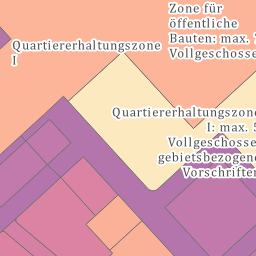 Zone für
öffentliche
Bauten: max.
Vollgeschosse
Quartiererhaltungszone
I
Quartiererhaltungszone
I: max. 5
Vollgeschosse
gebietsbezogene
Vorschriften